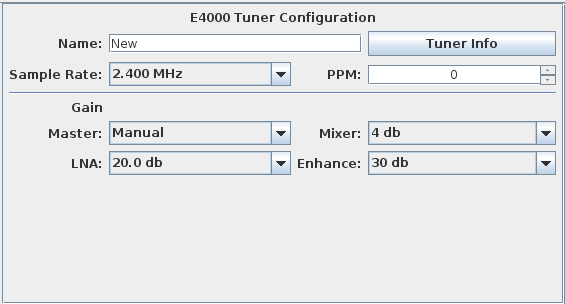 E4000 Tuner Configuration
Name: New Tuner Info
Sample Rate: 2.400 MHz PPM: 0
Gain
Master: Manual Mixer: 4 db
LNA: 20.0 db Enhance: 30 db